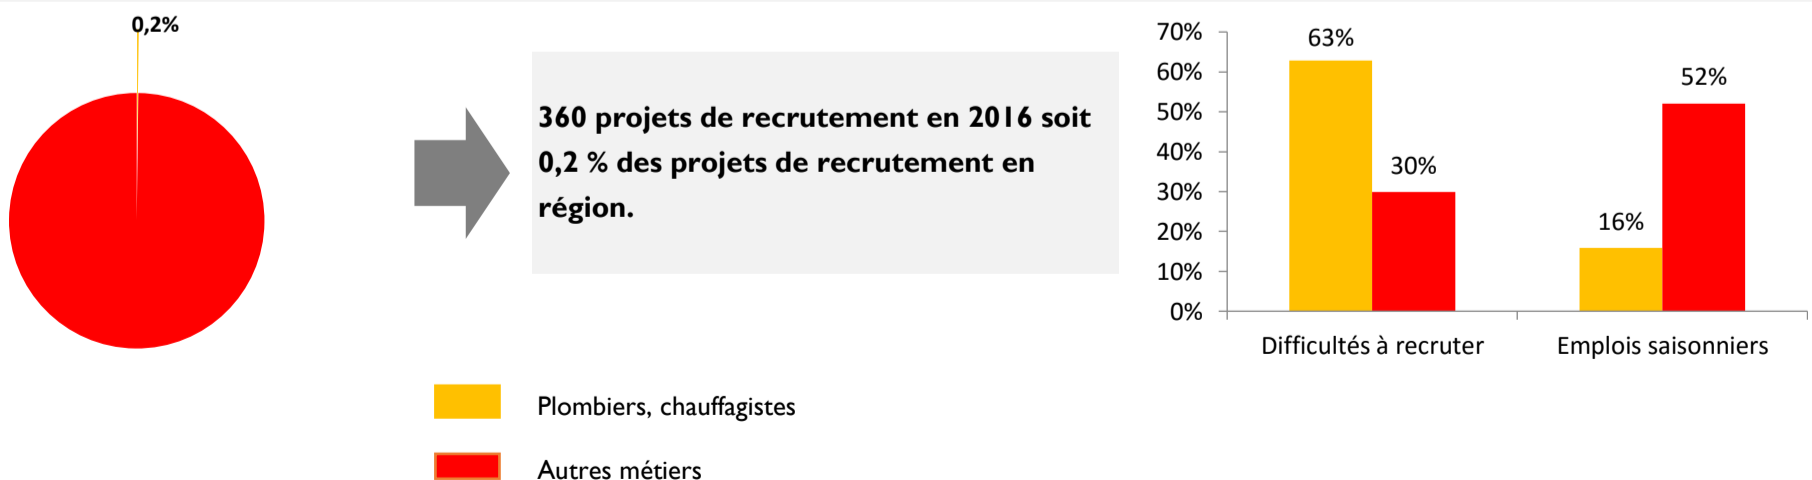 0,2%
360 projets de recrutement en 2016 soit
0,2 % des projets de recrutement en
région.
70%
60%
50%
40%
30%
20%
10%
0%
63%
30%
16%
52%
Difficultés à recruter
Emplois saisonniers
Plombiers, chauffagistes
Autres métiers